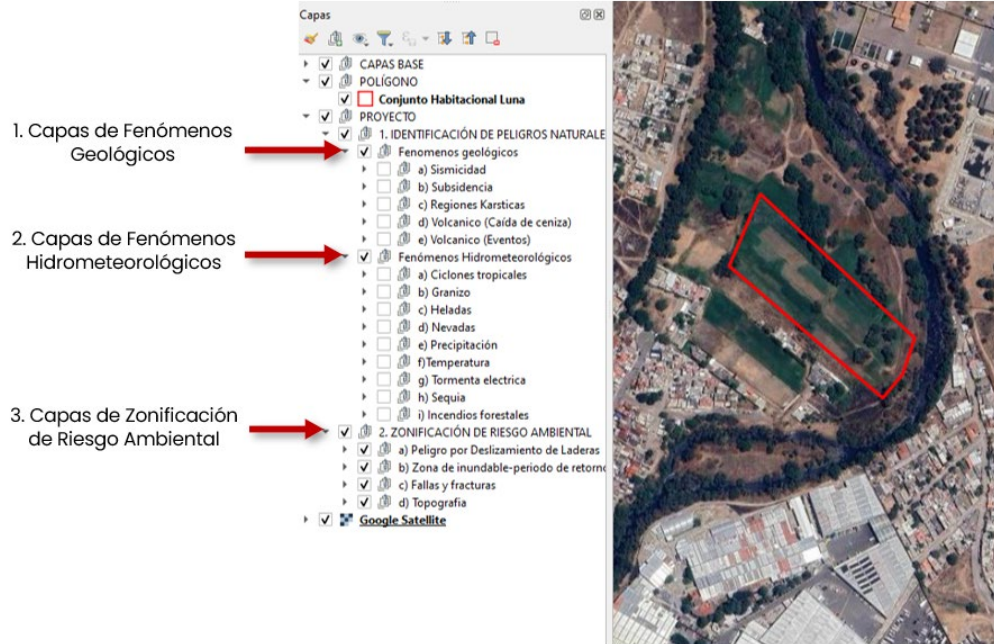 Capas
1. Capas de Fenómenos
Geológicos
2. Capas de Fenómenos
Hidrometeorológicos
3. Capas de Zonificación
de Riesgo Ambiental
CAPAS BASE
POLÍGONO
Conjunto Habitacional Luna
PROYECTO
1. IDENTIFICACIÓN DE PELIGROS NATURALE
Fenomenos geológicos
a) Sismicidad
b) Subsidencia
c) Regiones Karsticas
d) Volcanico (Caída de ceniza)
e) Volcanico (Eventos)
Fenómenos Hidrometeorológicos
a) Ciclones tropicales
b) Granizo
c) Heladas
d) Nevadas
e) Precipitación
f)Temperatura
g) Tormenta electrica
h) Sequia
i) Incendios forestales
2. ZONIFICACIÓN DE RIESGO AMBIENTAL
a) Peligro por Deslizamiento de Laderas
b) Zona de inundable-periodo de retorno
c) Fallas y fracturas
d) Topografia
Google Satellite